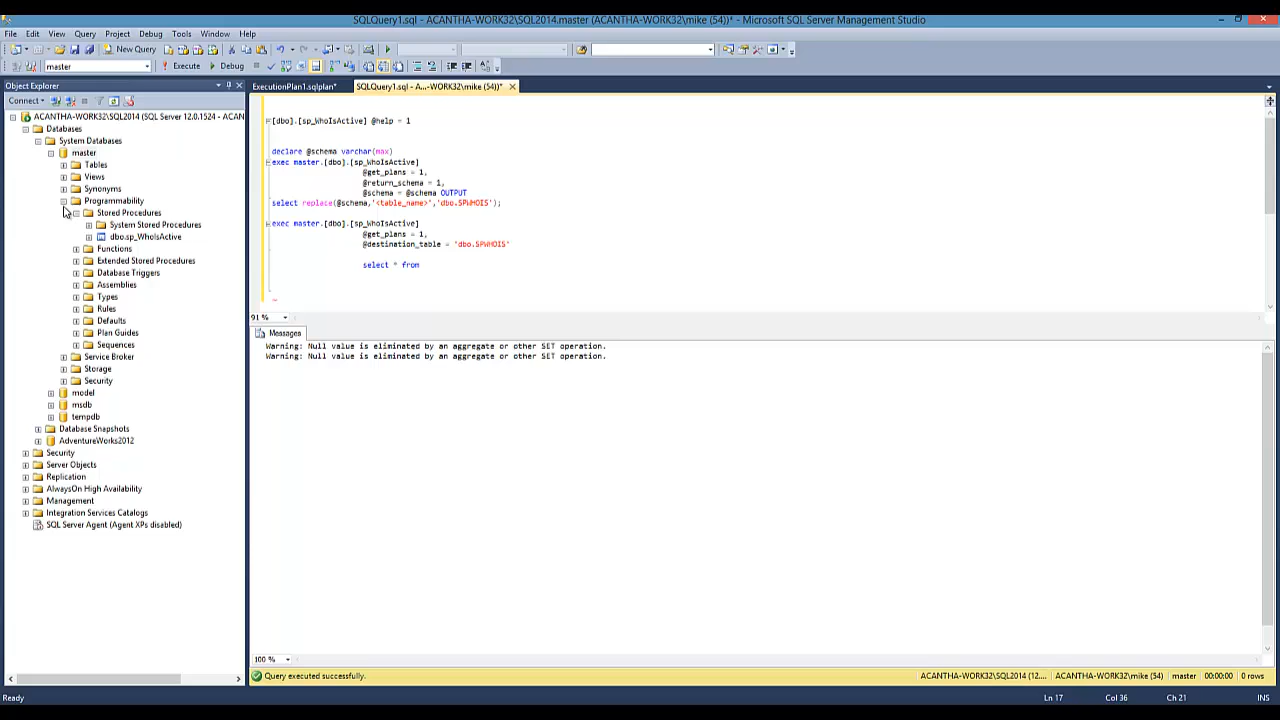 SQLQuery1.sql - ACANTHA-WORK32\SQL2014.master (ACANTHA-WORK32\mike (54))* - Microsoft SQL Server Management Studio
File Edit View Query Project Debug Tools Window Help
New Query
master Execute Debug
Object Explorer
ExecutionPlan1.sqlplan* SQLQuery1.sql - A...-WORK32\mike (54))*
Connect
ACANTHA-WORK32\SQL2014 (SQL Server 12.0.1524 - ACAN
Databases
System Databases
master
Tables
Views
Synonyms
Programmability
Stored Procedures
System Stored Procedures
dbo.sp_WhoIsActive
Functions
Extended Stored Procedures
Database Triggers
Assemblies
Types
Rules
Defaults
Plan Guides
Sequences
Service Broker
Storage
Security
model
msdb
tempdb
Database Snapshots
AdventureWorks2012
Security
Server Objects
Replication
AlwaysOn High Availability
Management
Integration Services Catalogs
SQL Server Agent (Agent XPs disabled)
[dbo].[sp_WhoIsActive] @help = 1
declare @schema varchar(max)
exec master.[dbo].[sp_WhoIsActive]
@get_plans = 1,
@return_schema = 1,
@schema = @schema OUTPUT
select replace(@schema,'<table_name>','dbo.SPWHOIS');
exec master.[dbo].[sp_WhoIsActive]
@get_plans = 1,
@destination_table = 'dbo.SPWHOIS'
select * from
91 %
Messages
Warning: Null value is eliminated by an aggregate or other SET operation.
Warning: Null value is eliminated by an aggregate or other SET operation.
100 %
Query executed successfully. ACANTHA-WORK32\SQL2014 (12.... ACANTHA-WORK32\mike (54) master 00:00:00 0 rows
Ready Ln 17 Col 36 Ch 21 INS